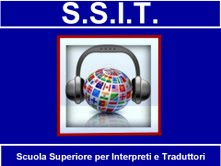 S.S.I.T.
Scuola Superiore per Interpreti e Traduttori